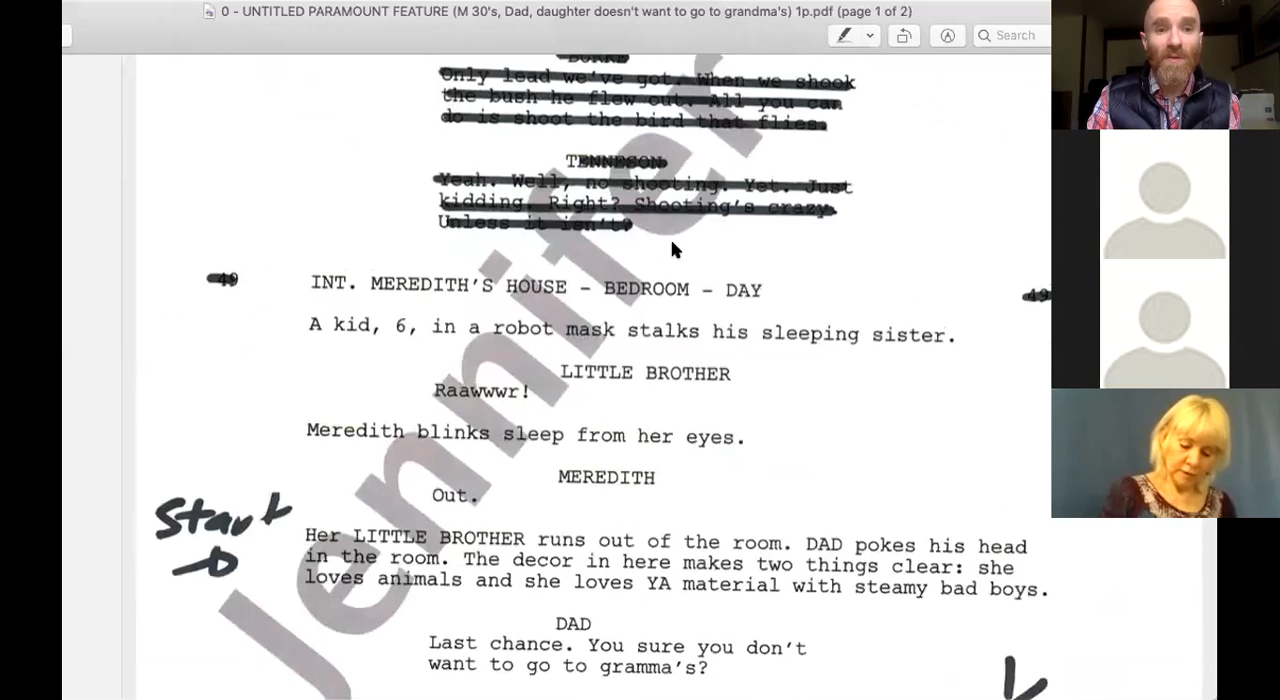 0 - UNTITLED PARAMOUNT FEATURE (M 30's, Dad, daughter doesn't want to go to grandma's) 1p.pdf (page 1 of 2)
Search
BURKE
Only lead we've got. When we shook
the bush he flew out. All you can
do is shoot the bird that flies.
TENNESON
Yeah. Well, no shooting. Yet. Just
kidding. Right? Shooting's crazy.
Unless it isn't?
49 INT. MEREDITH'S HOUSE - BEDROOM - DAY 49
A kid, 6, in a robot mask stalks his sleeping sister.
LITTLE BROTHER
Raawwwr!
Meredith blinks sleep from her eyes.
MEREDITH
Out.
Start
Her LITTLE BROTHER runs out of the room. DAD pokes his head
in the room. The decor in here makes two things clear: she
loves animals and she loves YA material with steamy bad boys.
DAD
Last chance. You sure you don't
want to go to gramma's?
Jennifer